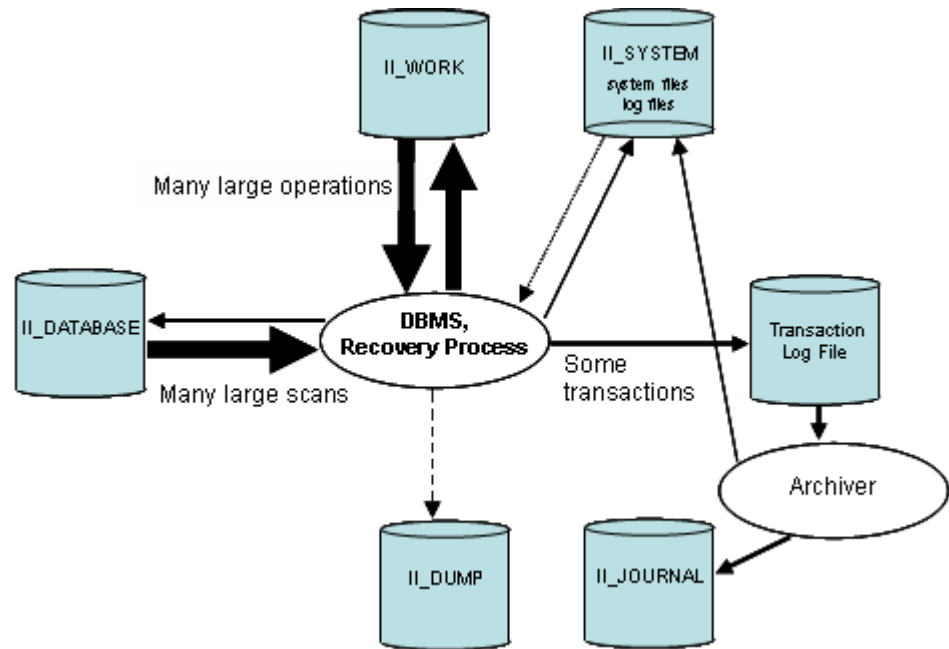 II_WORK
II_SYSTEM
system files
log files
Many large operations
II_DATABASE
DBMS,
Recovery Process
Many large scans
Some
transactions
Transaction
Log File
Archiver
II_DUMP
II_JOURNAL